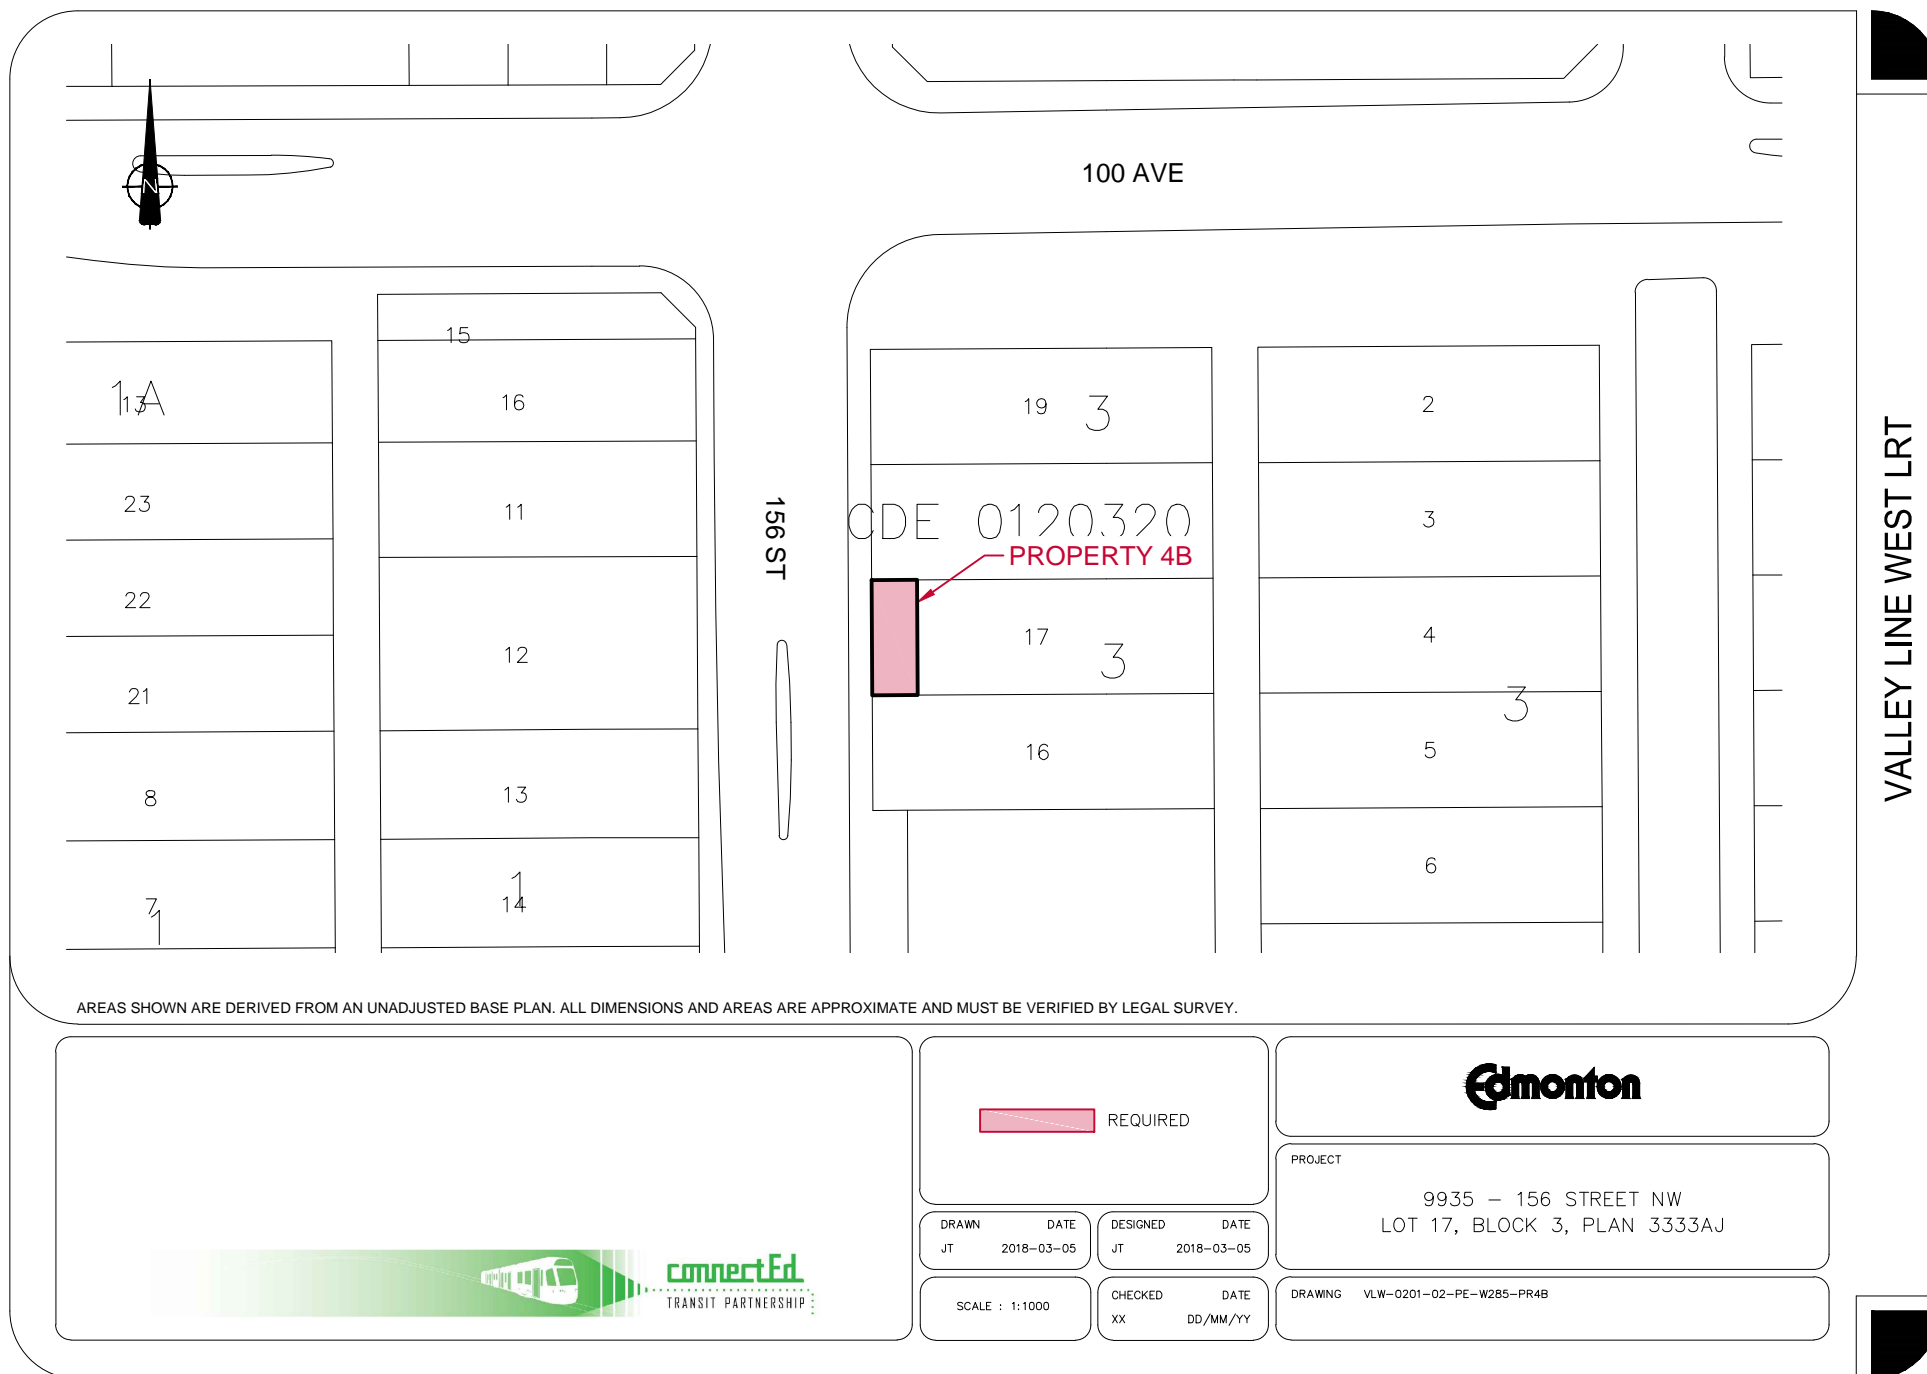 N
100 AVE
15
1A
13
16
19
3
2
23
11
156 ST
CDE 0120320
3
PROPERTY 4B
22
12
17
3
4
21
3
16
5
8
13
6
7
1
1
14
VALLEY LINE WEST LRT
AREAS SHOWN ARE DERIVED FROM AN UNADJUSTED BASE PLAN. ALL DIMENSIONS AND AREAS ARE APPROXIMATE AND MUST BE VERIFIED BY LEGAL SURVEY.
connectEd
TRANSIT PARTNERSHIP
REQUIRED
DRAWN DATE
JT 2018-03-05
DESIGNED DATE
JT 2018-03-05
SCALE : 1:1000
CHECKED DATE
XX DD/MM/YY
Edmonton
PROJECT
9935 - 156 STREET NW
LOT 17, BLOCK 3, PLAN 3333AJ
DRAWING VLW-0201-02-PE-W285-PR4B